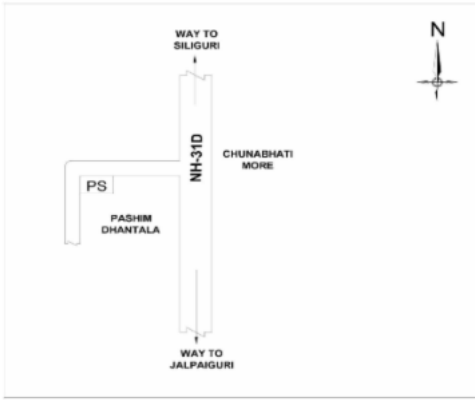 WAY TO
SILIGURI
N
NH-31D
CHUNABHATI
MORE
PS
PASHIM
DHANTALA
WAY TO
JALPAIGURI